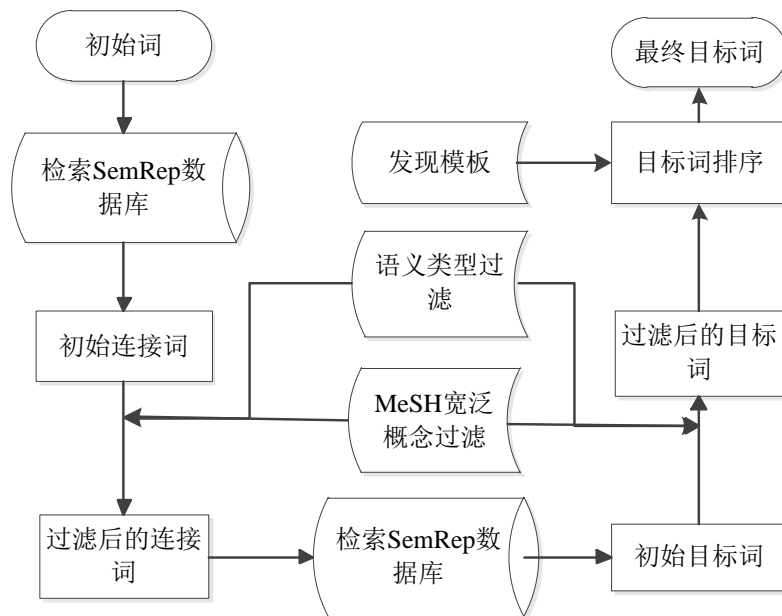 初始词
最终目标词
检索SemRep数
据库
发现模板
目标词排序
语义类型过
滤
初始连接词
过滤后的目标
词
MeSH宽泛
概念过滤
过滤后的连接
词
检索SemRep数
据库
初始目标词